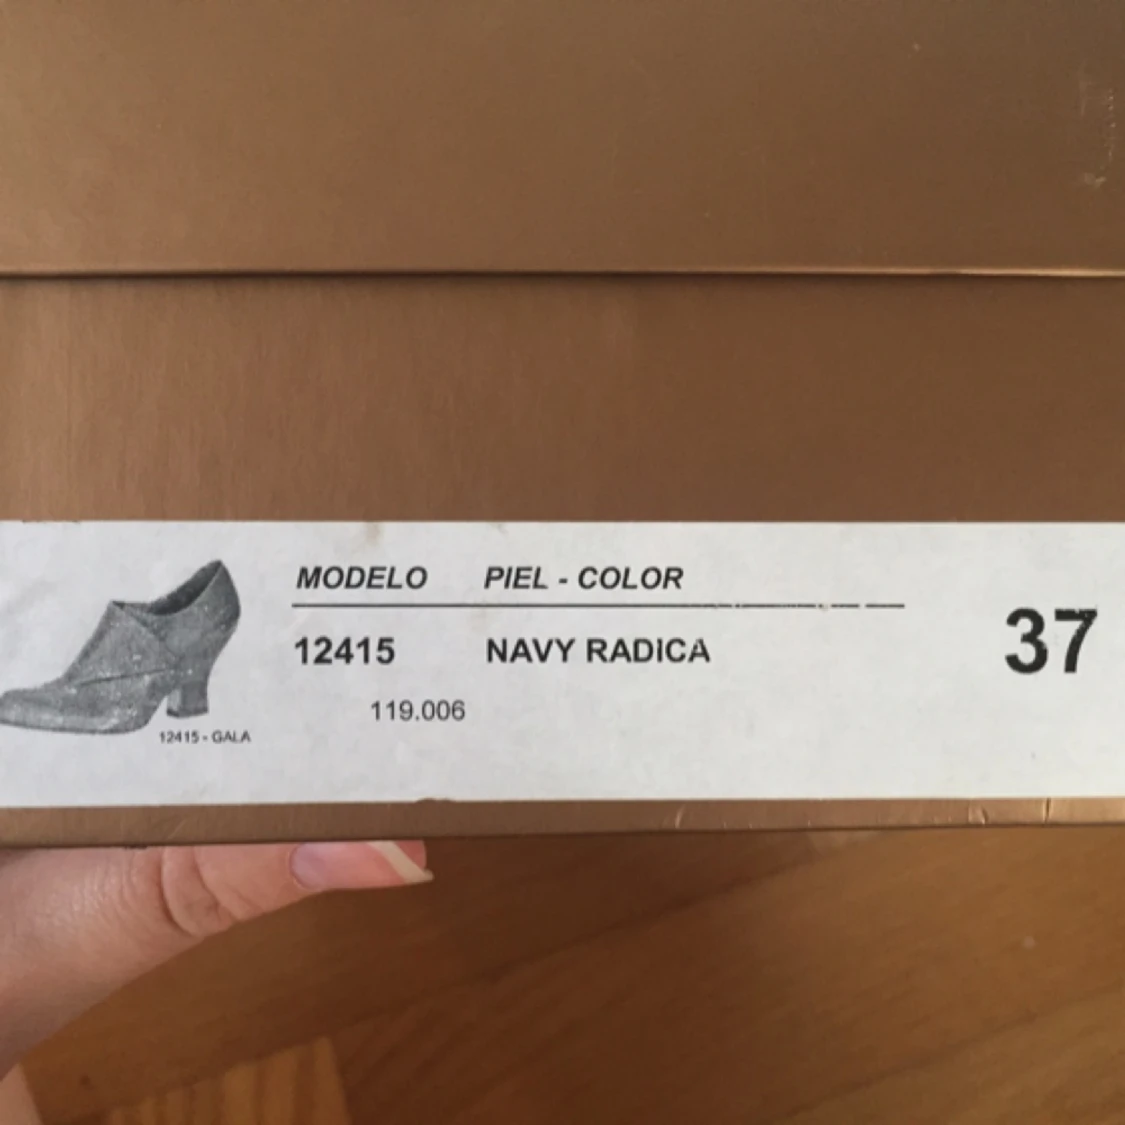 MODELO PIEL - COLOR
12415 NAVY RADICA
37
119.006
12415 - GALA